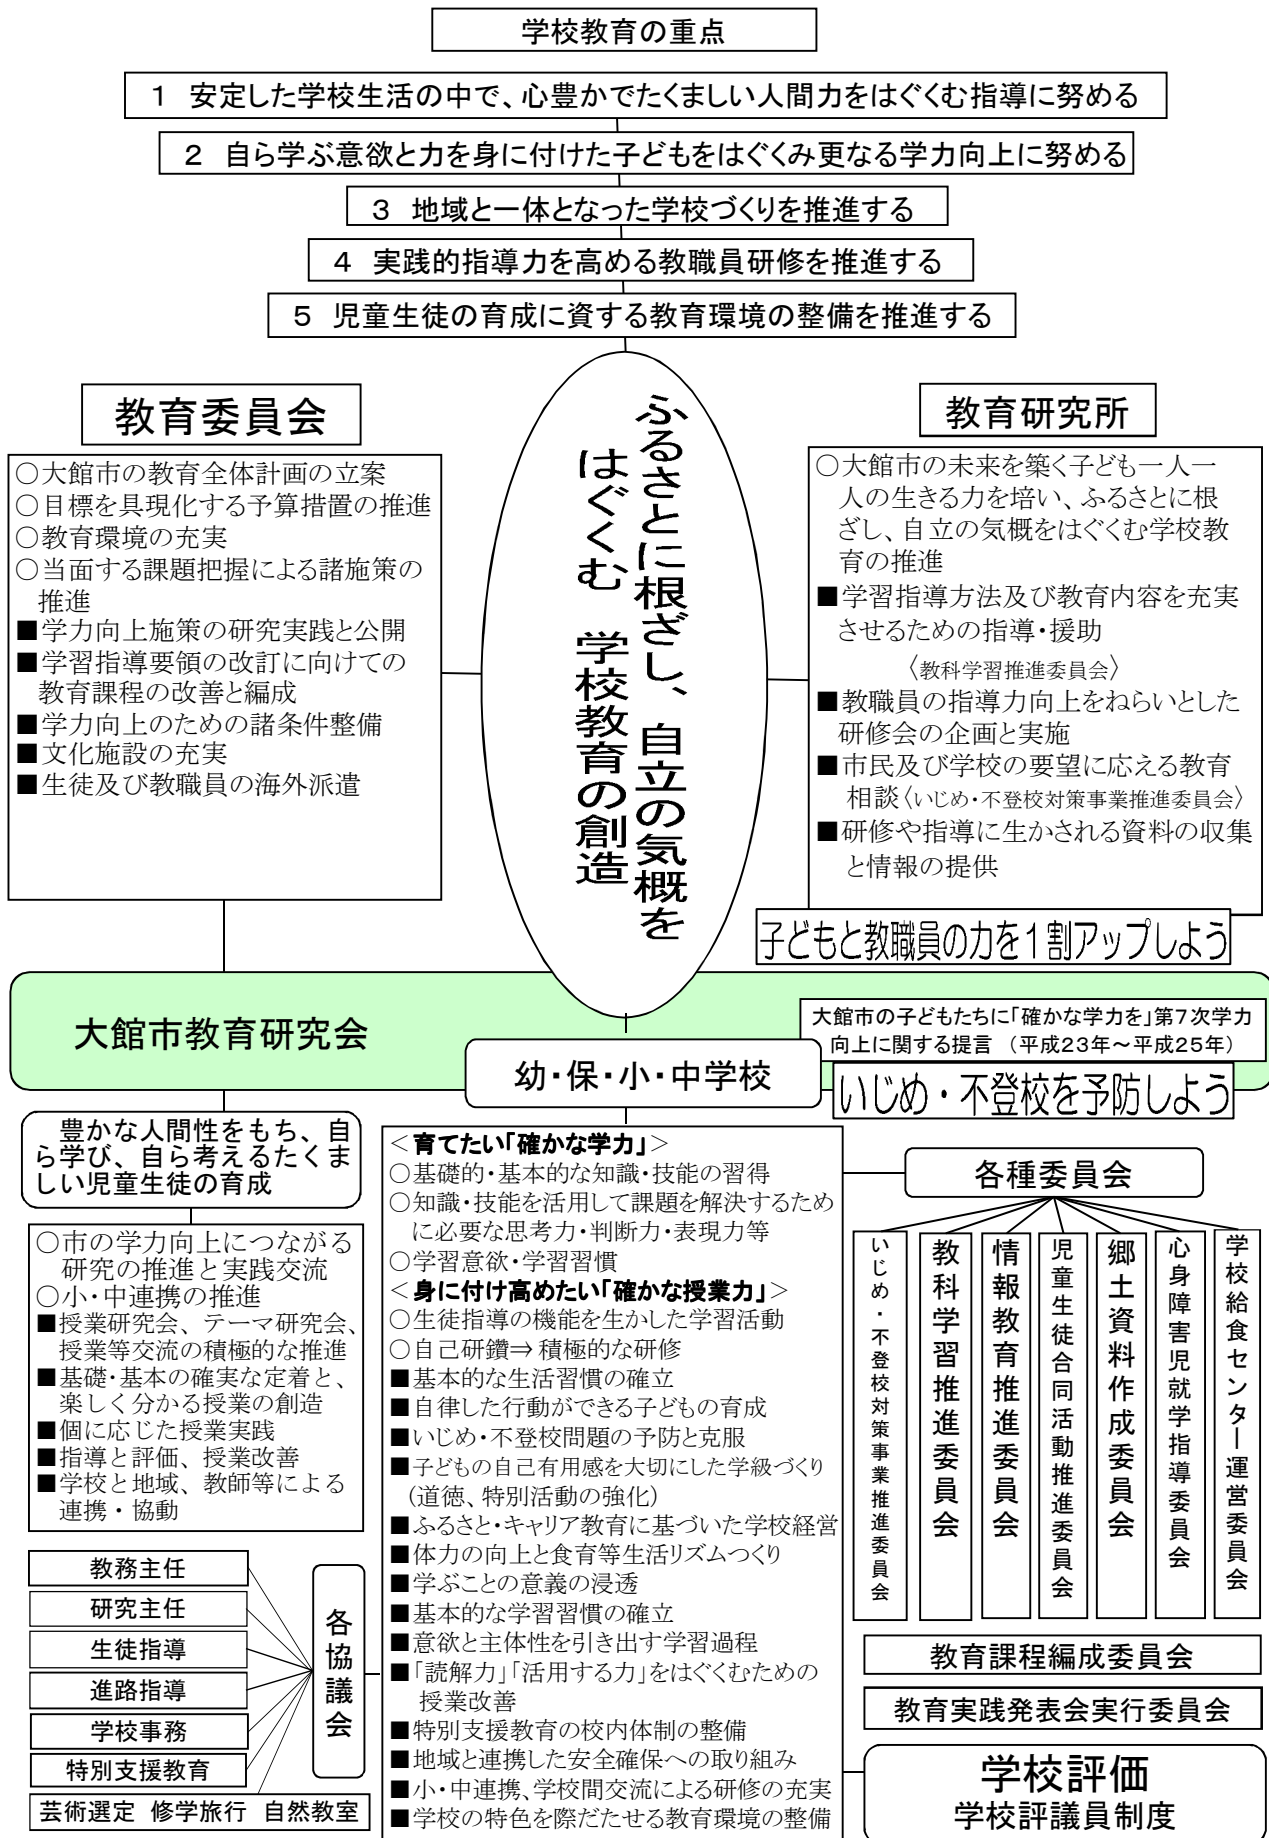 学校教育の重点
1　安定した学校生活の中で、心豊かでたくましい人間力をはぐくむ指導に努める
2　自ら学ぶ意欲と力を身に付けた子どもをはぐくみ更なる学力向上に努める
3　地域と一体となった学校づくりを推進する
4　実践的指導力を高める教職員研修を推進する
5　児童生徒の育成に資する教育環境の整備を推進する
教育委員会
○大館市の教育全体計画の立案
○目標を具現化する予算措置の推進
○教育環境の充実
○当面する課題把握による諸施策の
推進
■学力向上施策の研究実践と公開
■学習指導要領の改訂に向けての
教育課程の改善と編成
■学力向上のための諸条件整備
■文化施設の充実
■生徒及び教職員の海外派遣
ふるさとに根ざし、自立の気概を
はぐくむ　学校教育の創造
教育研究所
○大館市の未来を築く子ども一人一
人の生きる力を培い、ふるさとに根
ざし、自立の気概をはぐくむ学校教
育の推進
■学習指導方法及び教育内容を充実
させるための指導・援助
〈教科学習推進委員会〉
■教職員の指導力向上をねらいとした
研修会の企画と実施
■市民及び学校の要望に応える教育
相談〈いじめ・不登校対策事業推進委員会〉
■研修や指導に生かされる資料の収集
と情報の提供
子どもと教職員の力を1割アップしよう
大館市教育研究会
大館市の子どもたちに「確かな学力を」第7次学力
向上に関する提言　（平成23年～平成25年）
幼・保・小・中学校
いじめ・不登校を予防しよう
豊かな人間性をもち、自
ら学び、自ら考えるたくま
しい児童生徒の育成
○市の学力向上につながる
研究の推進と実践交流
○小・中連携の推進
■授業研究会、テーマ研究会、
授業等交流の積極的な推進
■基礎・基本の確実な定着と、
楽しく分かる授業の創造
■個に応じた授業実践
■指導と評価、授業改善
■学校と地域、教師等による
連携・協動
教務主任
研究主任
生徒指導
進路指導
学校事務
特別支援教育
芸術選定　修学旅行　自然教室
各協議会
＜育てたい「確かな学力」＞
○基礎的・基本的な知識・技能の習得
○知識・技能を活用して課題を解決するため
に必要な思考力・判断力・表現力等
○学習意欲・学習習慣
＜身に付け高めたい「確かな授業力」＞
○生徒指導の機能を生かした学習活動
○自己研鑽⇒積極的な研修
■基本的な生活習慣の確立
■自律した行動ができる子どもの育成
■いじめ・不登校問題の予防と克服
■子どもの自己有用感を大切にした学級づくり
（道徳、特別活動の強化）
■ふるさと・キャリア教育に基づいた学校経営
■体力の向上と食育等生活リズムつくり
■学ぶことの意義の浸透
■基本的な学習習慣の確立
■意欲と主体性を引き出す学習過程
■「読解力」「活用する力」をはぐくむための
授業改善
■特別支援教育の校内体制の整備
■地域と連携した安全確保への取り組み
■小・中連携、学校間交流による研修の充実
■学校の特色を際だたせる教育環境の整備
各種委員会
いじめ・不登校対策事業推進委員会
教科学習推進委員会
情報教育推進委員会
児童生徒合同活動推進委員会
郷土資料作成委員会
心身障害児就学指導委員会
学校給食センター運営委員会
教育課程編成委員会
教育実践発表会実行委員会
学校評価
学校評議員制度